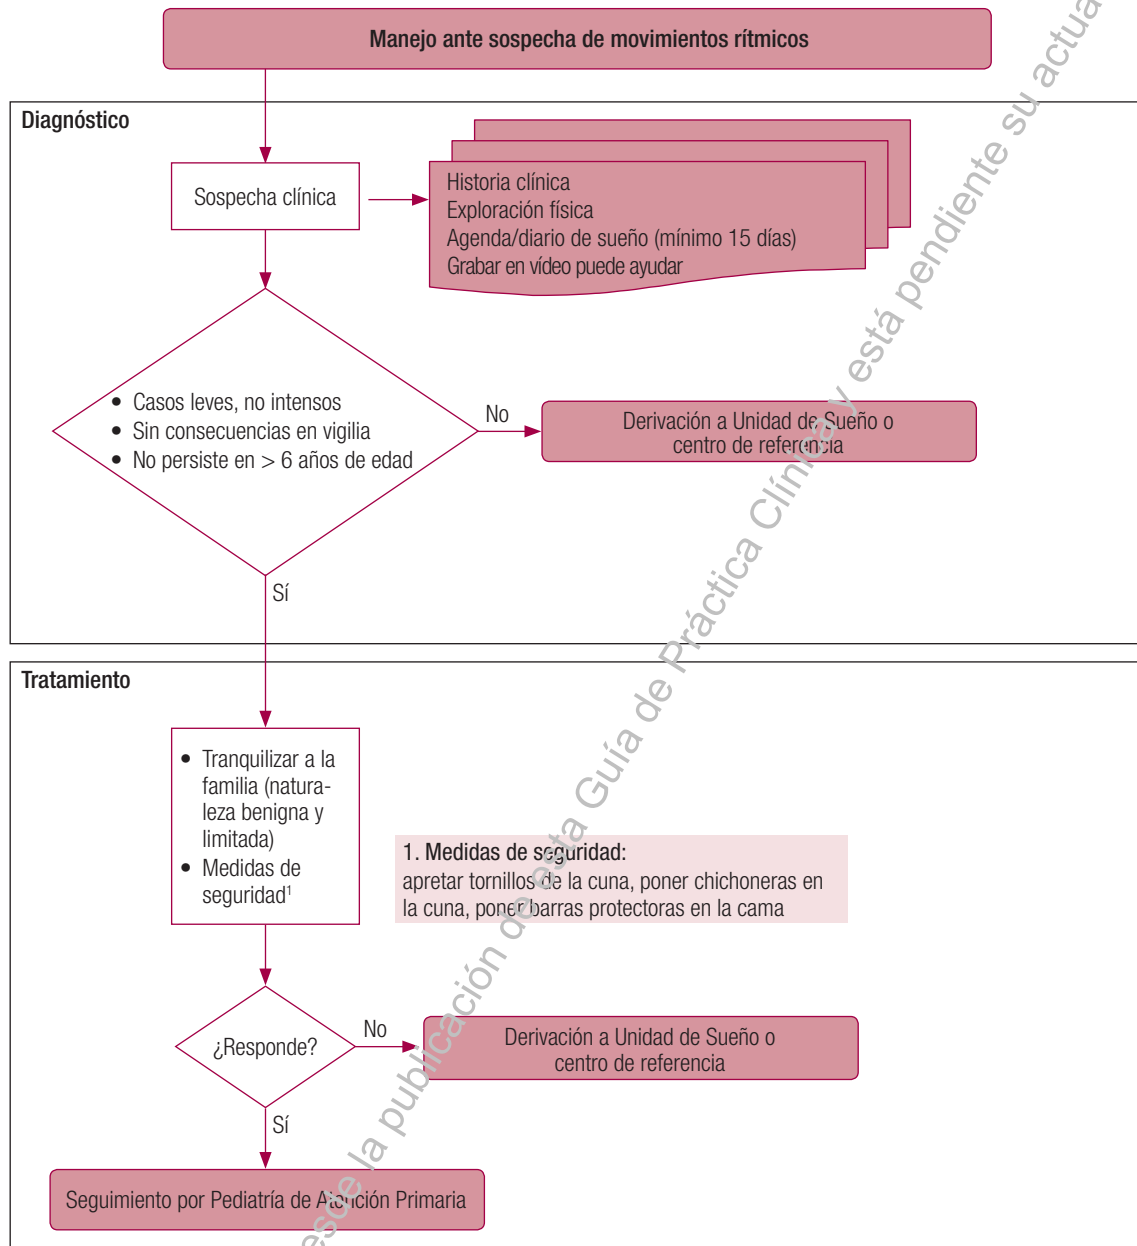 Manejo ante sospecha de movimientos rítmicos
Diagnóstico
Sospecha clínica
Historia clínica
Exploración física
Agenda/diario de sueño (mínimo 15 días)
Grabar en vídeo puede ayudar
• Casos leves, no intensos
• Sin consecuencias en vigilia
• No persiste en > 6 años de edad
No
Derivación a Unidad de Sueño o
centro de referencia
Sí
Tratamiento
• Tranquilizar a la
familia (natura-
leza benigna y
limitada)
• Medidas de
seguridad¹
1. Medidas de seguridad:
apretar tornillos de la cuna, poner chichoneras en
la cuna, poner barras protectoras en la cama
¿Responde?
No
Derivación a Unidad de Sueño o
centro de referencia
Sí
Seguimiento por Pediatría de Atención Primaria
la publicación de esta Guía de Práctica Clínica y está pendiente su